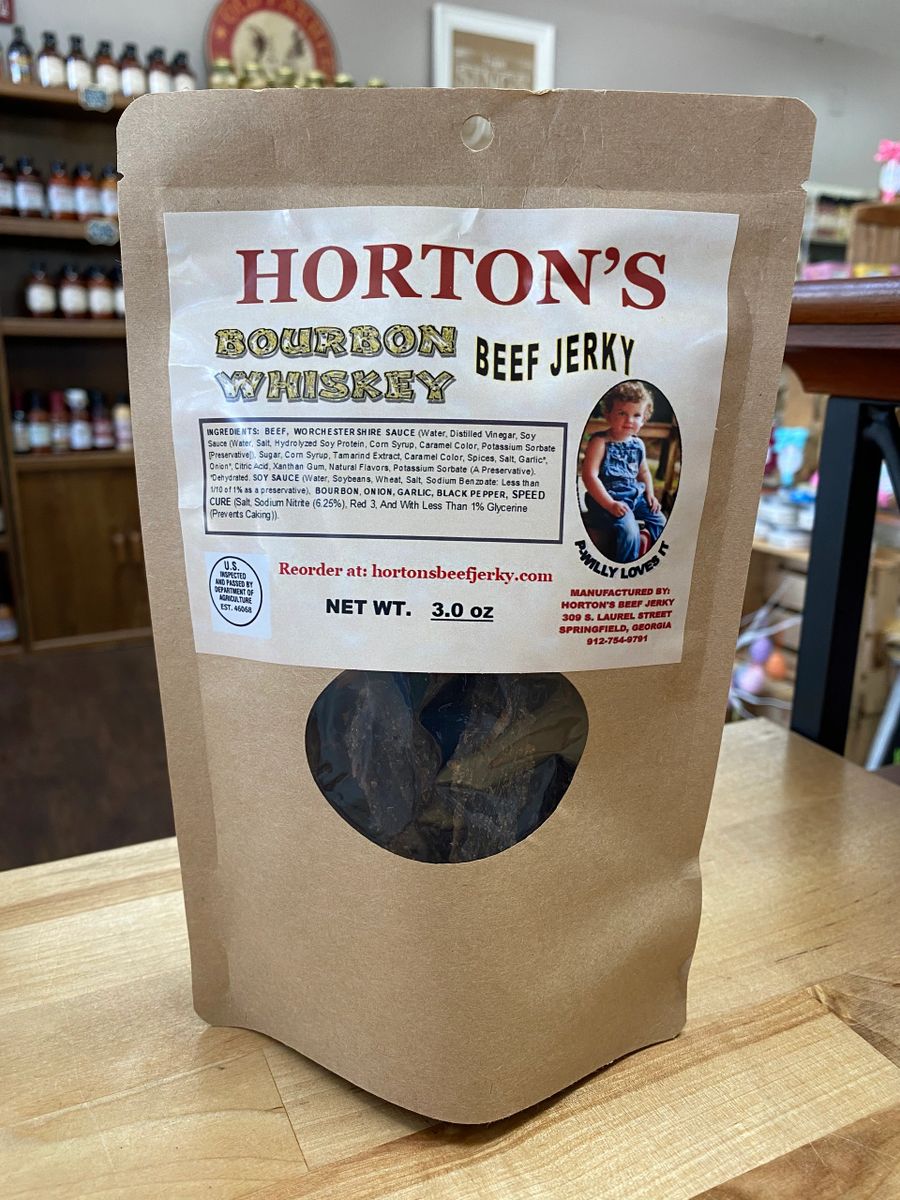 HORTON'S
BOURBON
WHISKEY
BEEF JERKY
INGREDIENTS: BEEF, WORCHESTERSHIRE SAUCE (Water, Distilled Vinegar, Soy
Sauce (Water, Salt, Hydrolyzed Soy Protein, Corn Syrup, Caramel Color, Potassium Sorbate
[Preservative]), Sugar, Corn Syrup, Tamarind Extract, Caramel Color, Spices, Salt, Garlic*,
Onion*, Citric Acid, Xanthan Gum, Natural Flavors, Potassium Sorbate (A Preservative).
*Dehydrated. SOY SAUCE (Water, Soybeans, Wheat, Salt, Sodium Benzoate: Less than
1/10 of 1% as a preservative), BOURBON, ONION, GARLIC, BLACK PEPPER, SPEED
CURE (Salt, Sodium Nitrite (6.25%), Red 3, And With Less Than 1% Glycerine
(Prevents Caking)).
P-WILLY LOVES IT
U.S.
INSPECTED
AND PASSED BY
DEPARTMENT OF
AGRICULTURE
EST. 46068
Reorder at: hortonsbeefjerky.com
NET WT. 3.0 oz
MANUFACTURED BY:
HORTON'S BEEF JERKY
309 S. LAUREL STREET
SPRINGFIELD, GEORGIA
912-754-9791